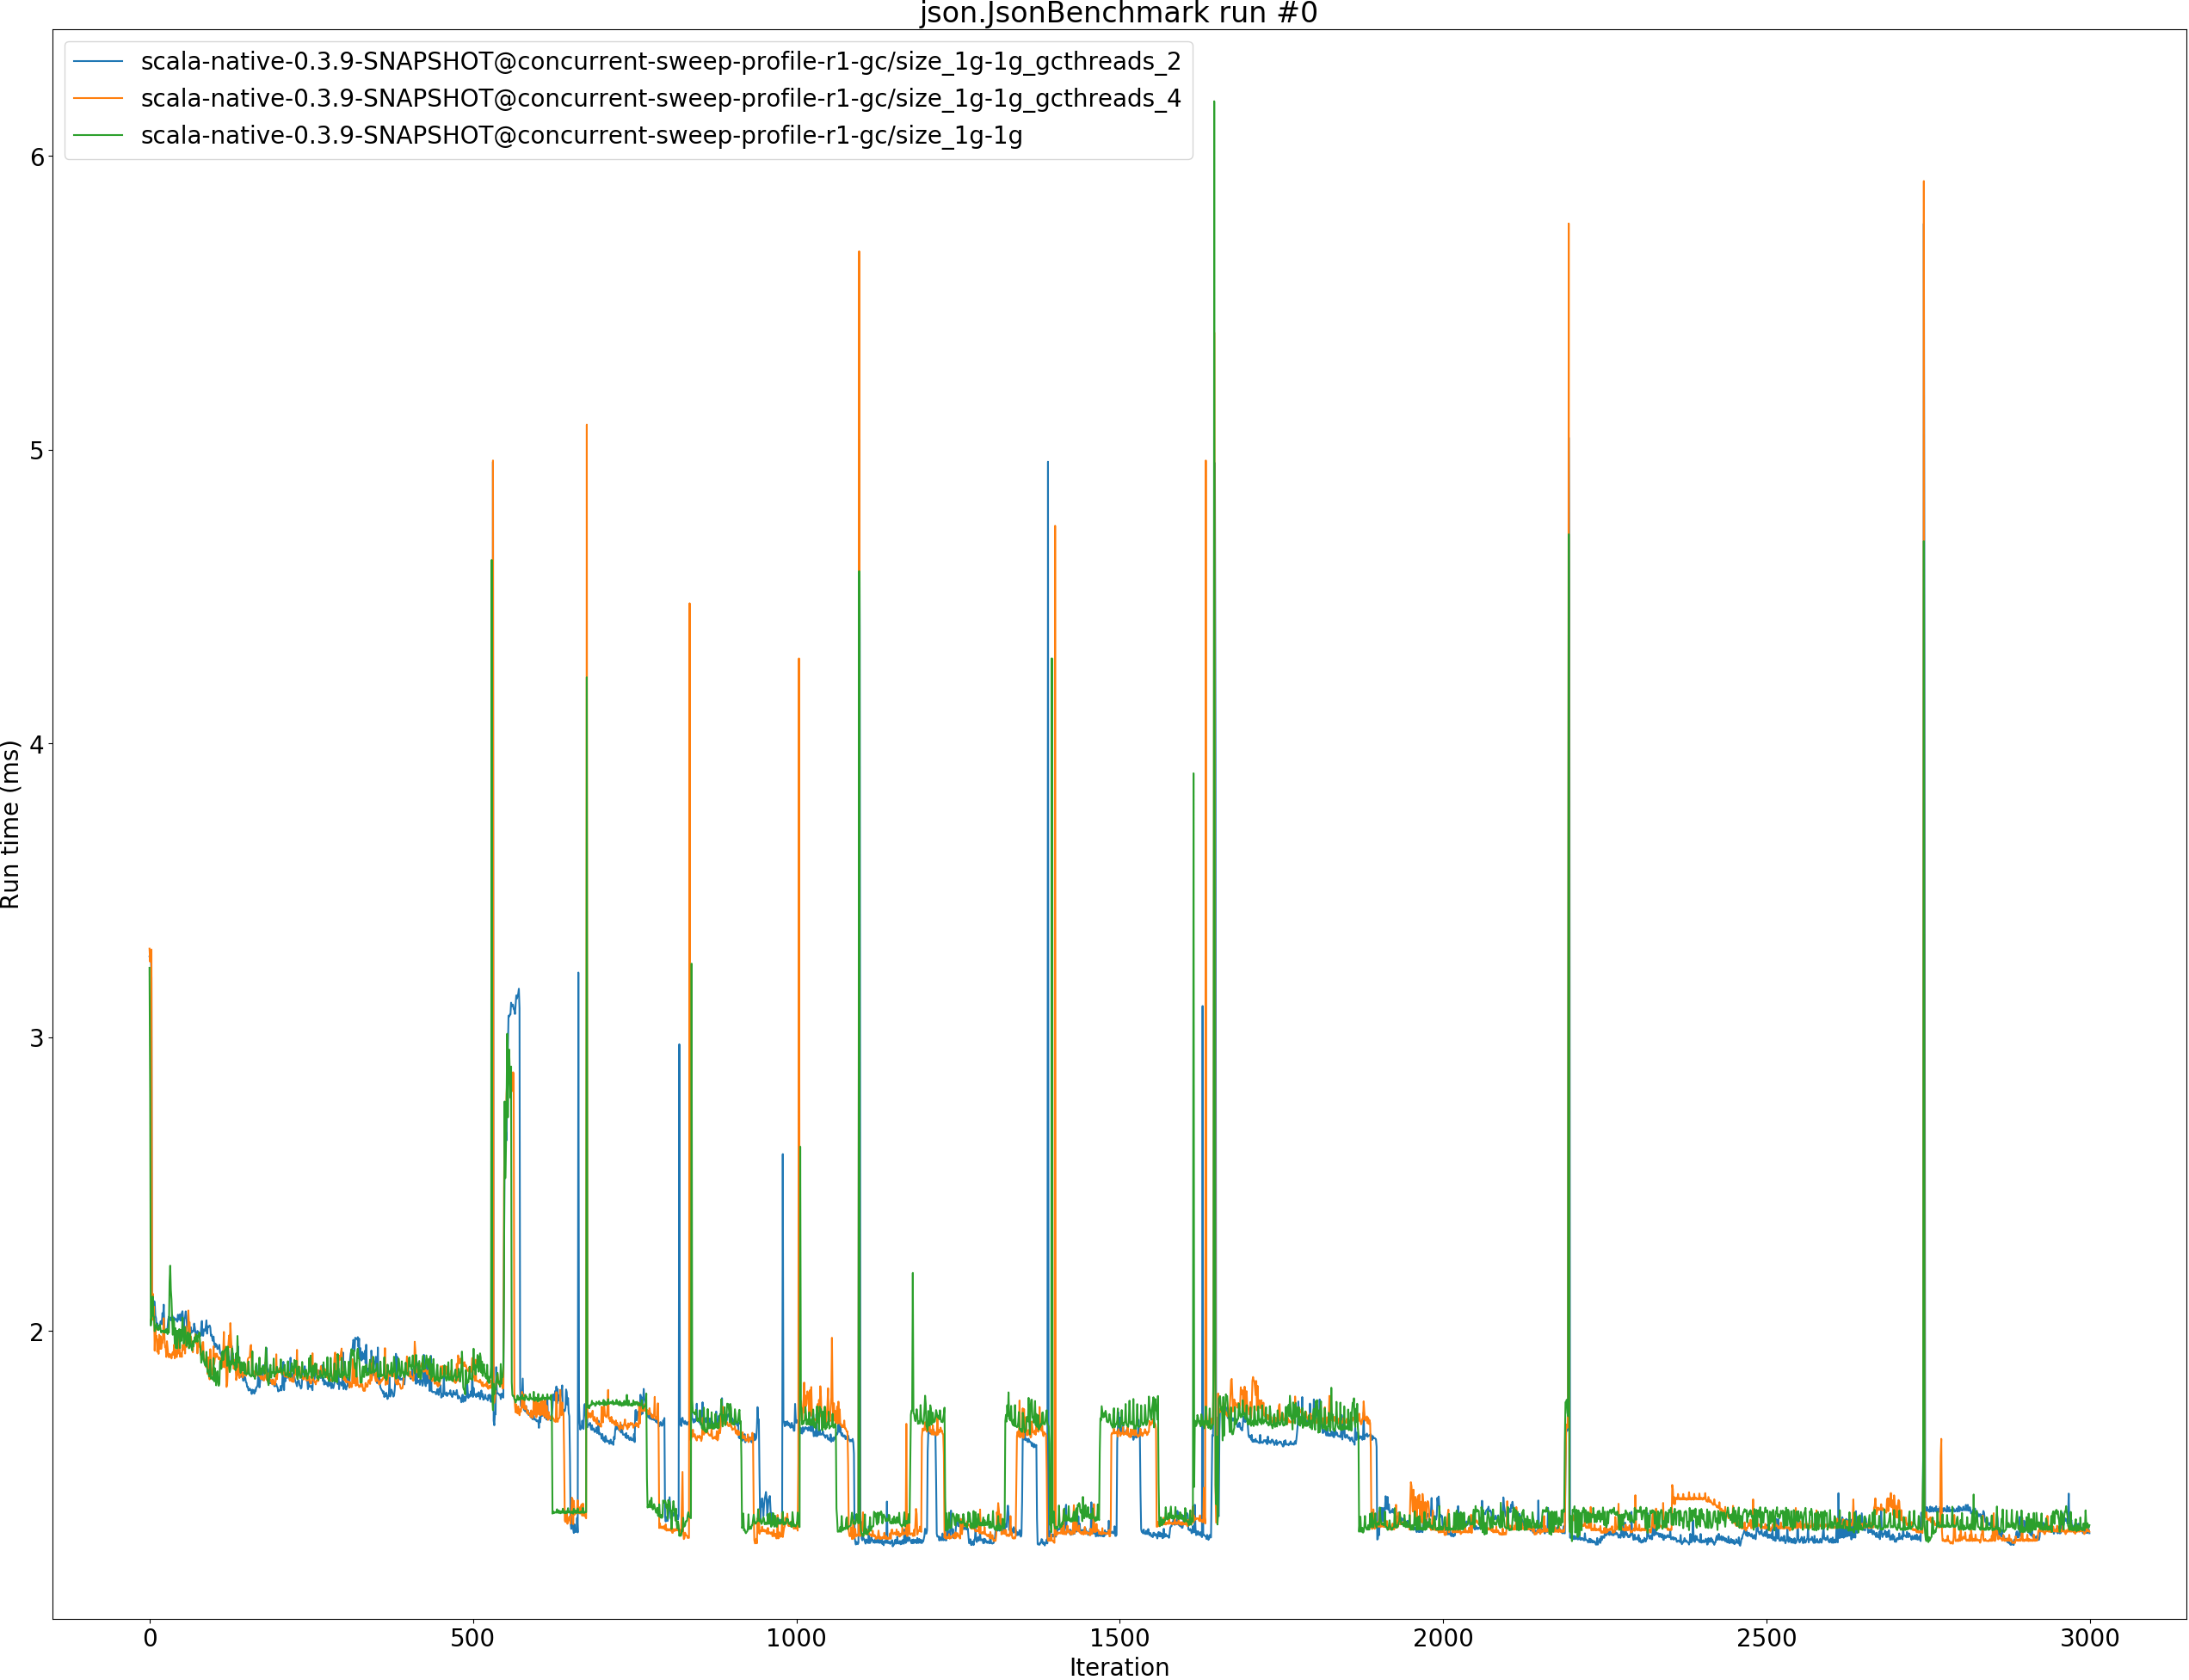 json.JsonBenchmark run #0
scala-native-0.3.9-SNAPSHOT@concurrent-sweep-profile-r1-gc/size_1g-1g_gcthreads_2
scala-native-0.3.9-SNAPSHOT@concurrent-sweep-profile-r1-gc/size_1g-1g_gcthreads_4
scala-native-0.3.9-SNAPSHOT@concurrent-sweep-profile-r1-gc/size_1g-1g
6
5
4
3
2
Run time (ms)
0 500 1000 1500 2000 2500 3000
Iteration